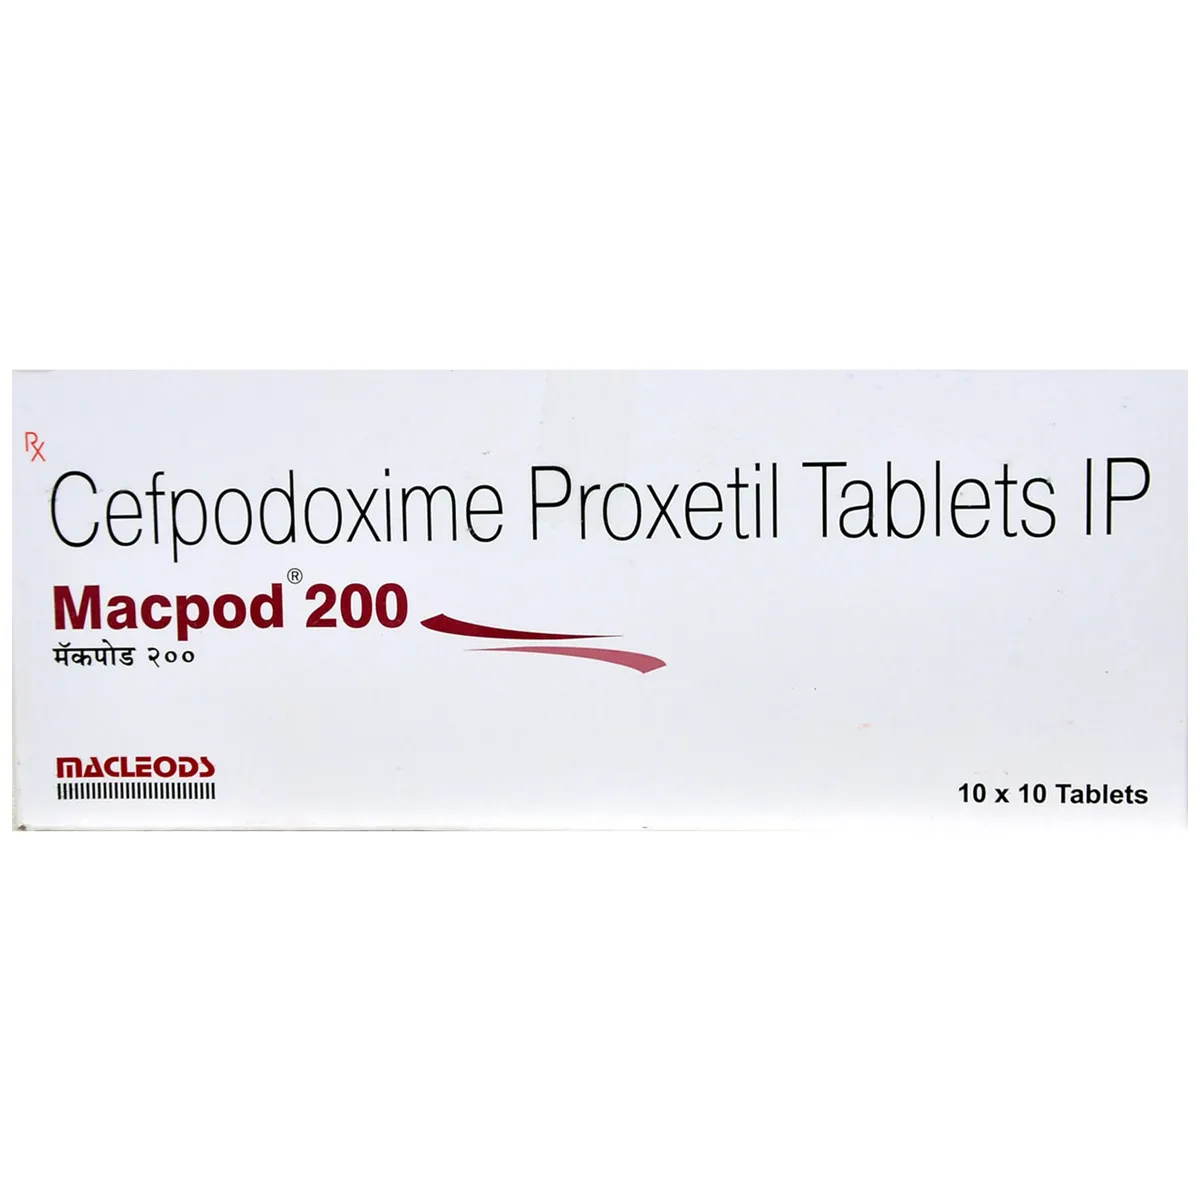 Rx
Cefpodoxime Proxetil Tablets IP
Macpod® 200
मॅकपोड २००
MACLEODS
10 x 10 Tablets